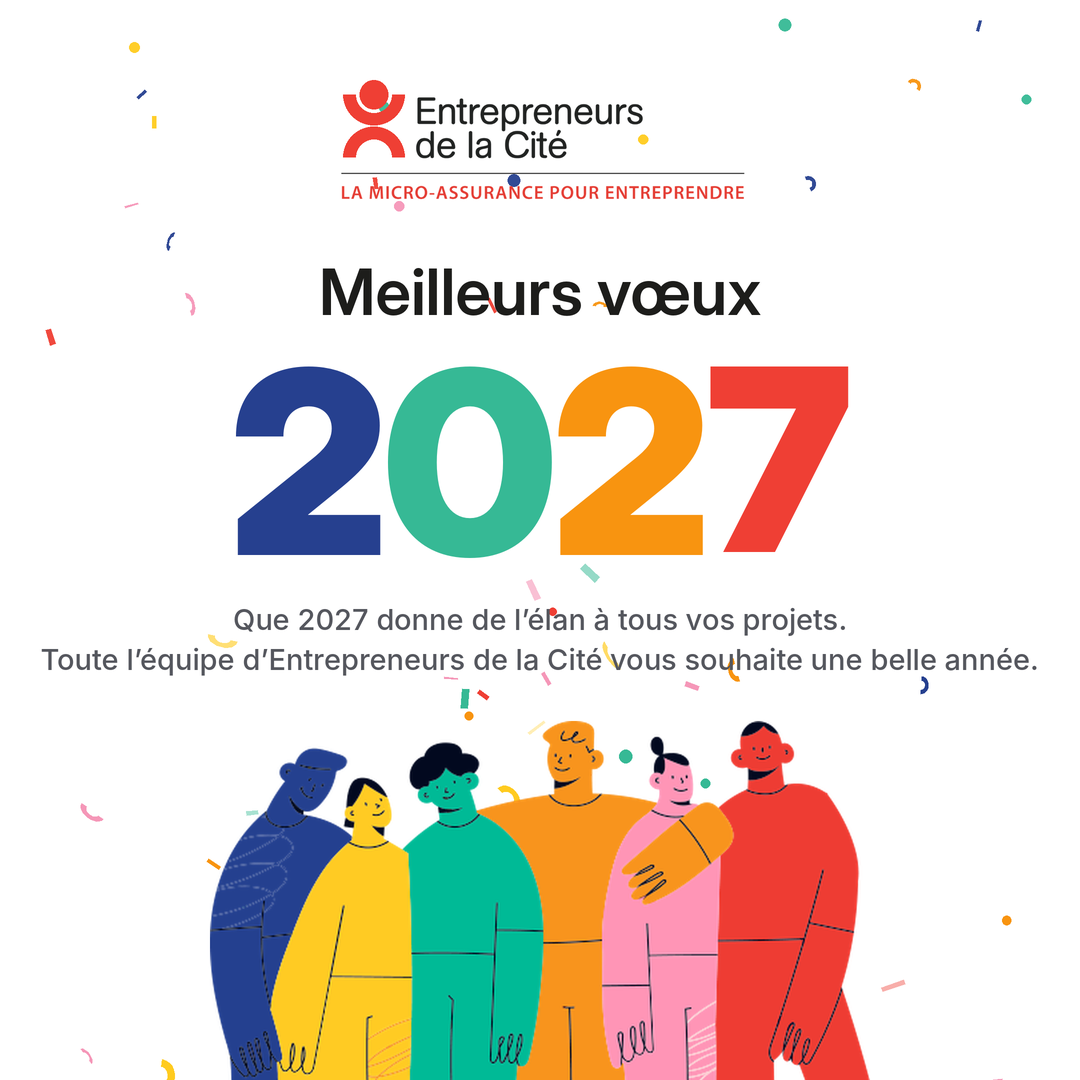 Entrepreneurs
de la Cité
LA MICRO-ASSURANCE POUR ENTREPRENDRE
Meilleurs vœux
2027
Que 2027 donne de l’élan à tous vos projets.
Toute l’équipe d’Entrepreneurs de la Cité vous souhaite une belle année.